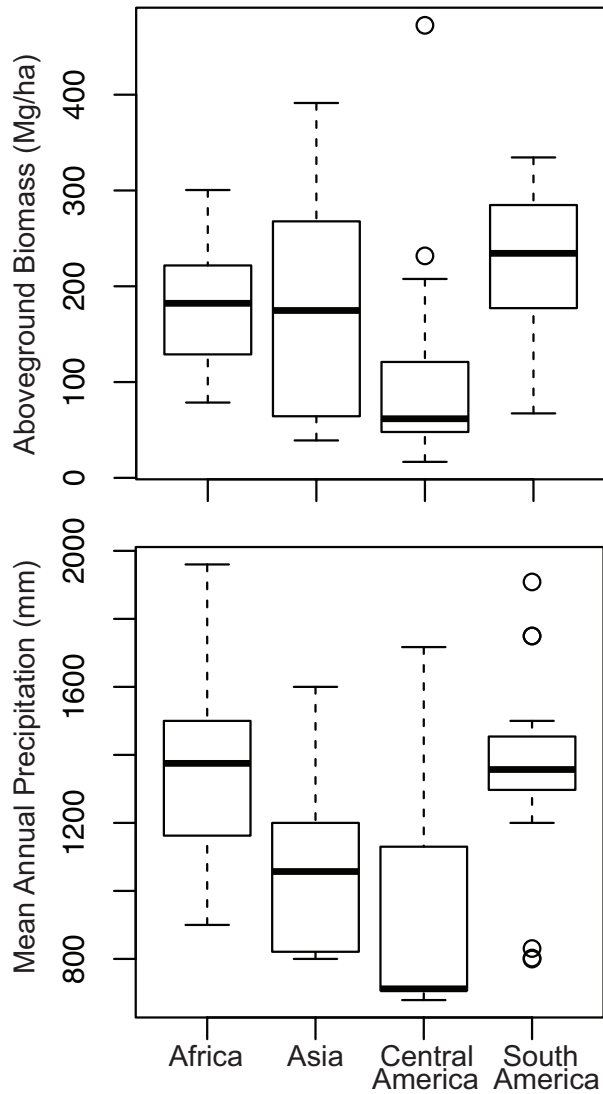 Aboveground Biomass (Mg/ha)
400
300
200
100
0
Mean Annual Precipitation (mm)
2000
1600
1200
800
Africa
Asia
Central
America
South
America